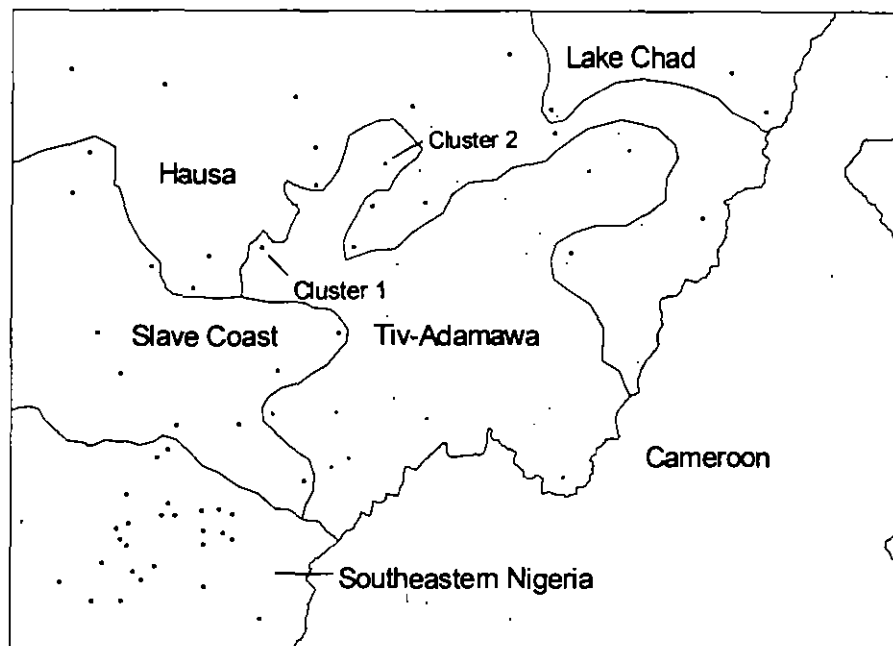 Lake Chad
Cluster 2
Hausa
Cluster 1
Slave Coast
Tiv-Adamawa
Cameroon
Southeastern Nigeria